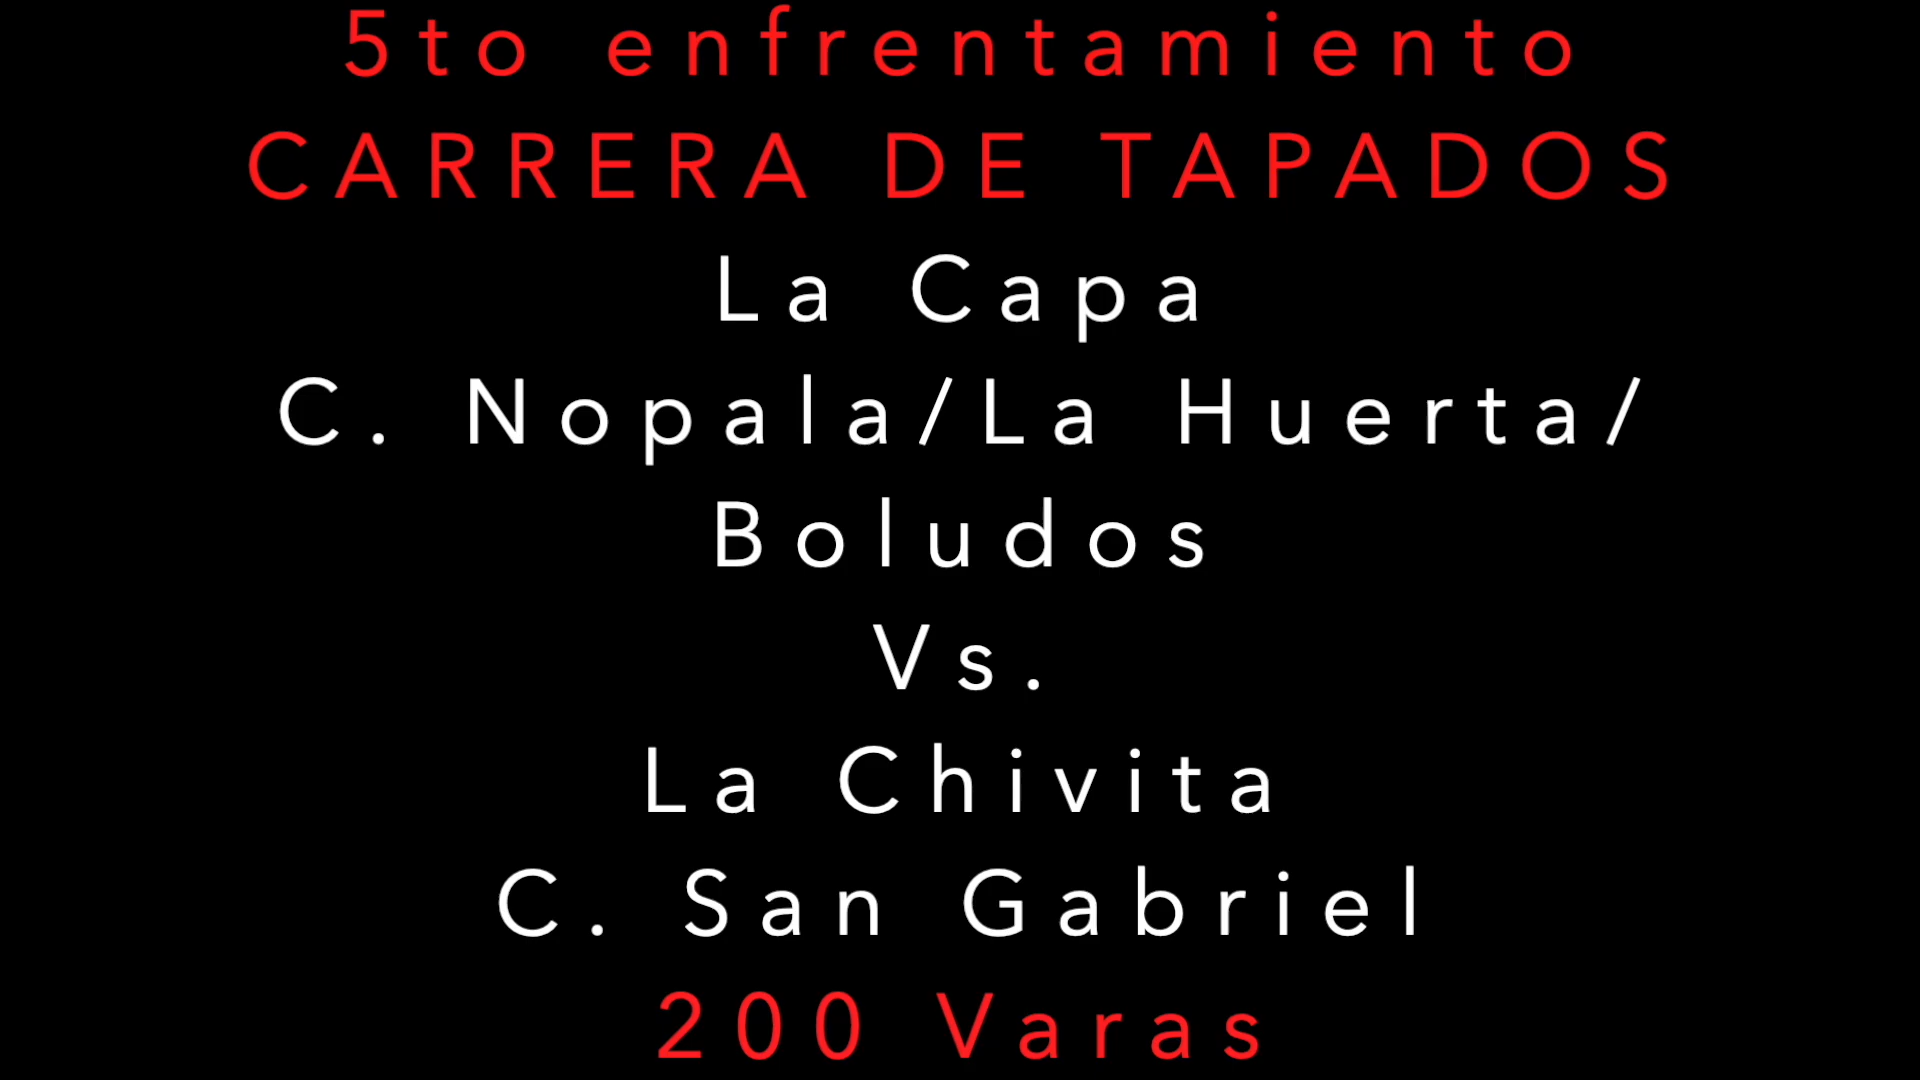 5to enfrentamiento
CARRERA DE TAPADOS
La Capa
C. Nopala/La Huerta/
Boludos
Vs.
La Chivita
C. San Gabriel
200 Varas